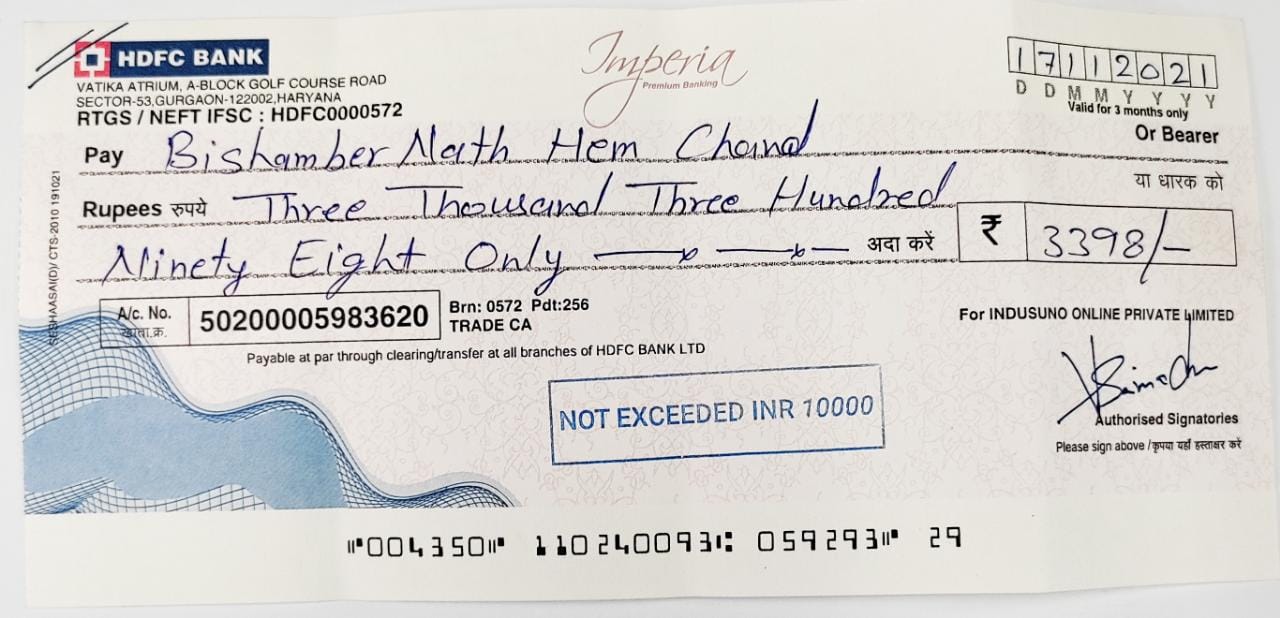 HDFC BANK
VATIKA ATRIUM, A-BLOCK GOLF COURSE ROAD
SECTOR-53,GURGAON-122002,HARYANA
RTGS / NEFT IFSC : HDFC0000572
Imperia
Premium Banking
17112021
D D M M Y Y Y Y
Valid for 3 months only
Pay Bishamber Nath Hem Chand Or Bearer
या धारक को
Rupees रुपये Three Thousand Three Hundred
Ninety Eight Only अदा करें ₹ 3398/-
A/c. No. 50200005983620
खाता.क्र.
Brn: 0572 Pdt:256
TRADE CA
Payable at par through clearing/transfer at all branches of HDFC BANK LTD
For INDUSUNO ONLINE PRIVATE LIMITED
NOT EXCEEDED INR 10000
Authorised Signatories
Please sign above /कृपया यहाँ हस्ताक्षर करें
CTS-2010 191021
⑈004350⑈ 110240093⑆ 059293⑈ 29